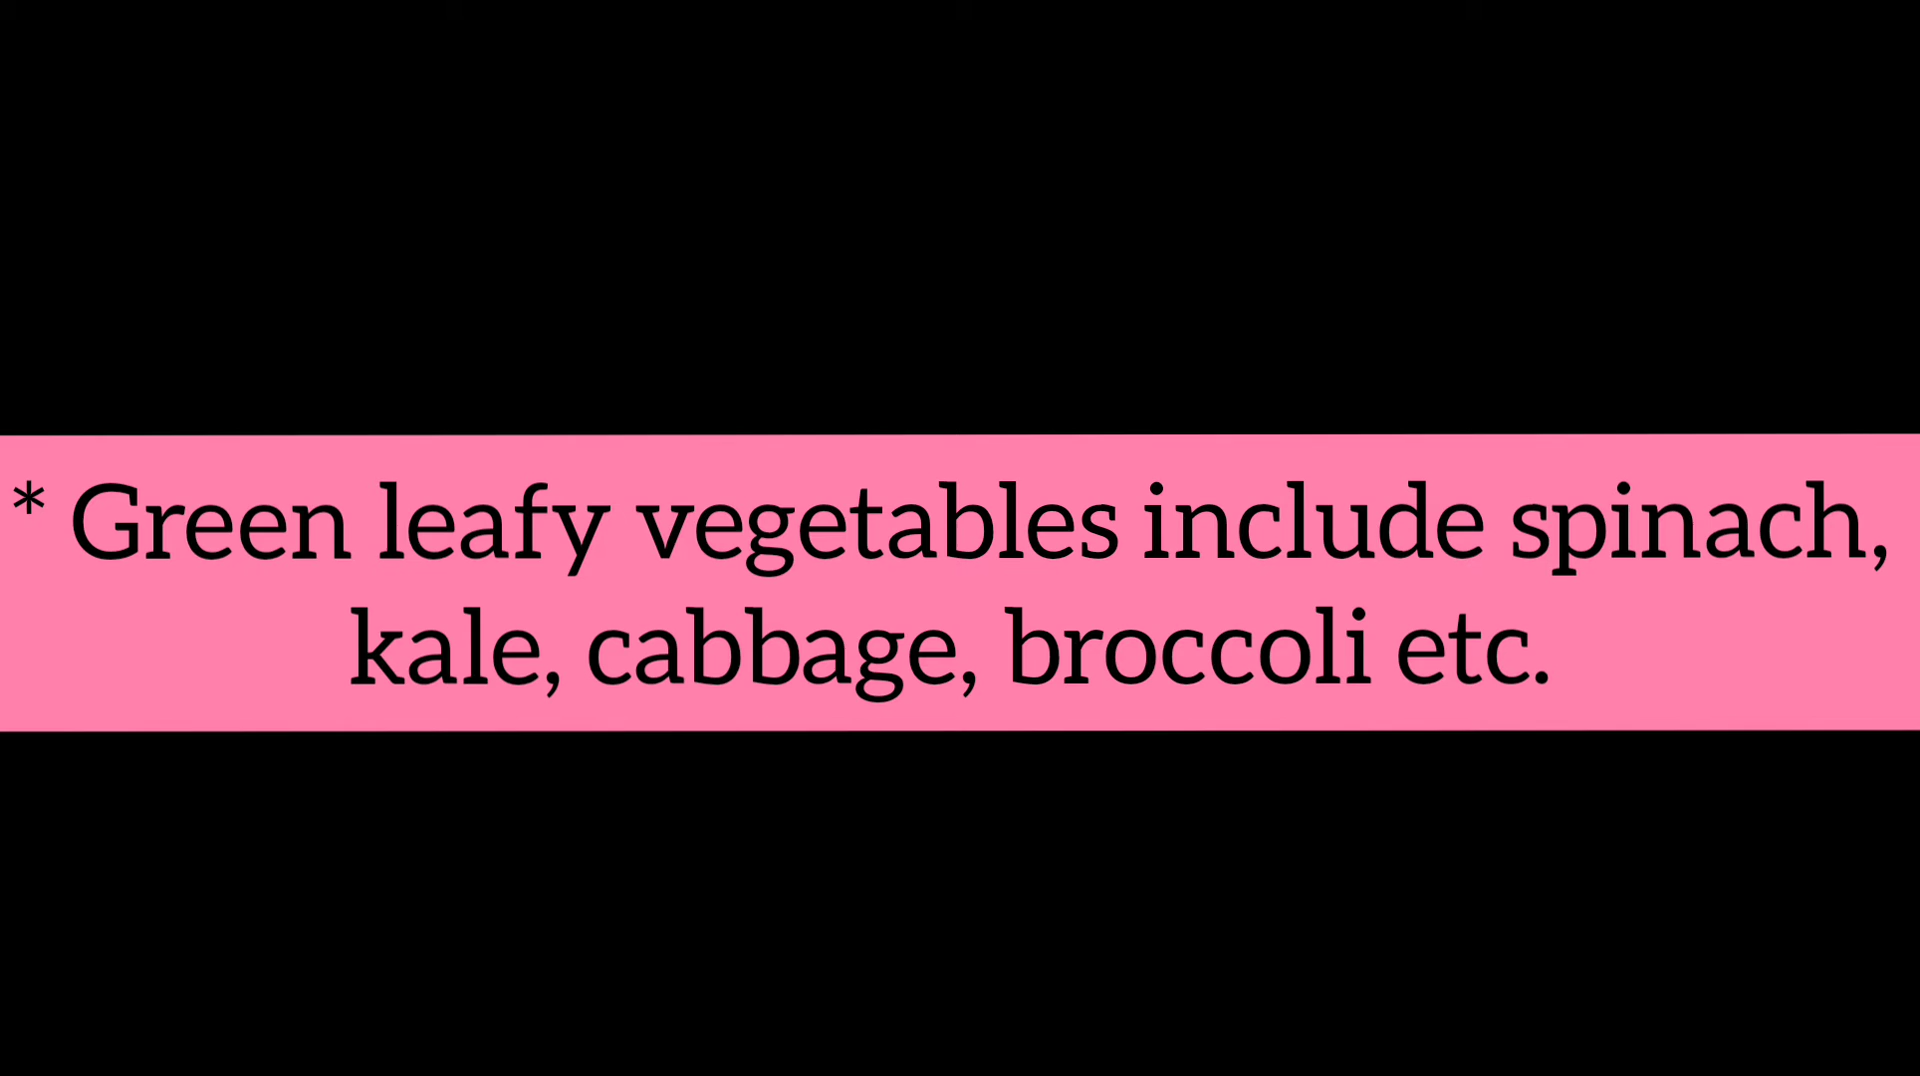 * Green leafy vegetables include spinach,
kale, cabbage, broccoli etc.